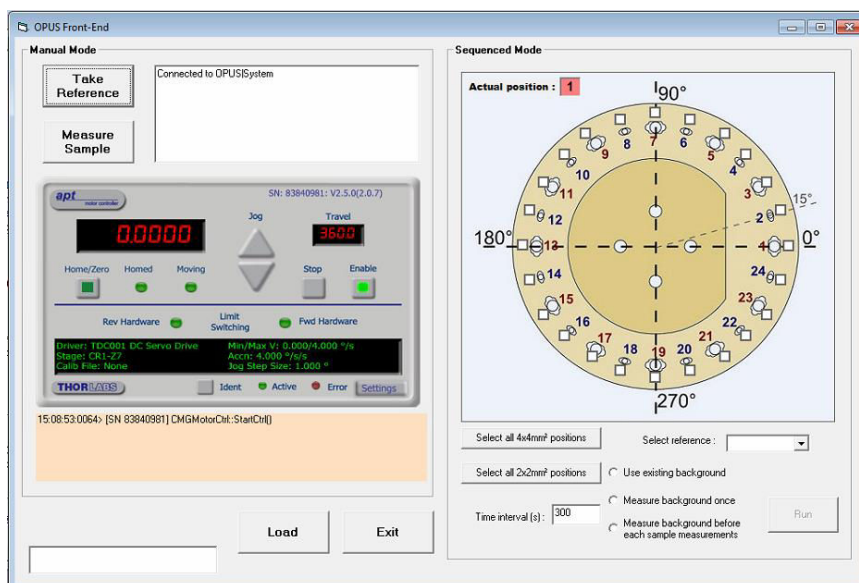 OPUS Front-End
Manual Mode
Take
Reference
Connected to OPUS|System
Measure
Sample
apt
motor controller
SN: 83840981: V2.5.0(2.0.7)
Jog
Travel
0.0000
360.0
Home/Zero
Homed
Moving
Stop
Enable
Rev Hardware
Limit
Switching
Fwd Hardware
Driver: TDC001 DC Servo Drive
Min/Max V: 0.000/4.000 °/s
Stage: CR1-Z7
Accn: 4.000 °/s/s
Calib File: None
Jog Step Size: 1.000 °
THORLABS
Ident
Active
Error
Settings
15:08:53:0064> [SN 83840981] CMGMotorCtrl::StartCtrl()
Load
Exit
Sequenced Mode
Actual position : 1
90°
8
7
6
9
5
10
4
11
3
15°
12
2
180°
13
1
0°
14
24
15
23
16
22
17
21
18
19
20
270°
Select all 4x4mm² positions
Select reference :
Select all 2x2mm² positions
Use existing background
Measure background once
Time interval (s) :
300
Measure background before
each sample measurements
Run